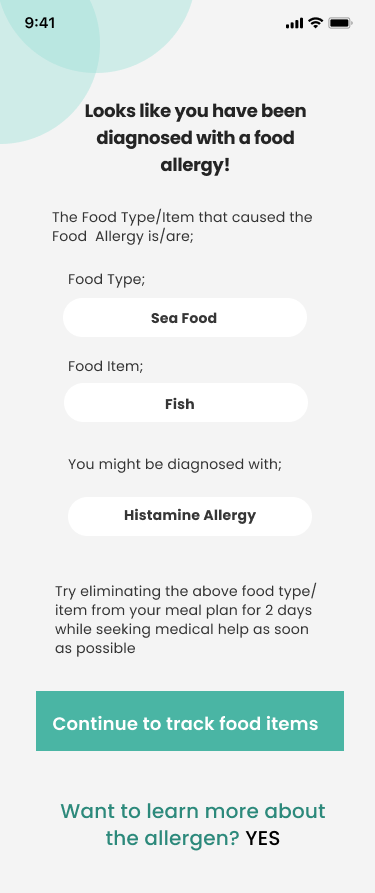 9:41
Looks like you have been
diagnosed with a food
allergy!
The Food Type/Item that caused the
Food  Allergy is/are;
Food Type;
Sea Food
Food Item;
Fish
You might be diagnosed with;
Histamine Allergy
Try eliminating the above food type/
item from your meal plan for 2 days
while seeking medical help as soon
as possible
Continue to track food items
Want to learn more about
the allergen? YES